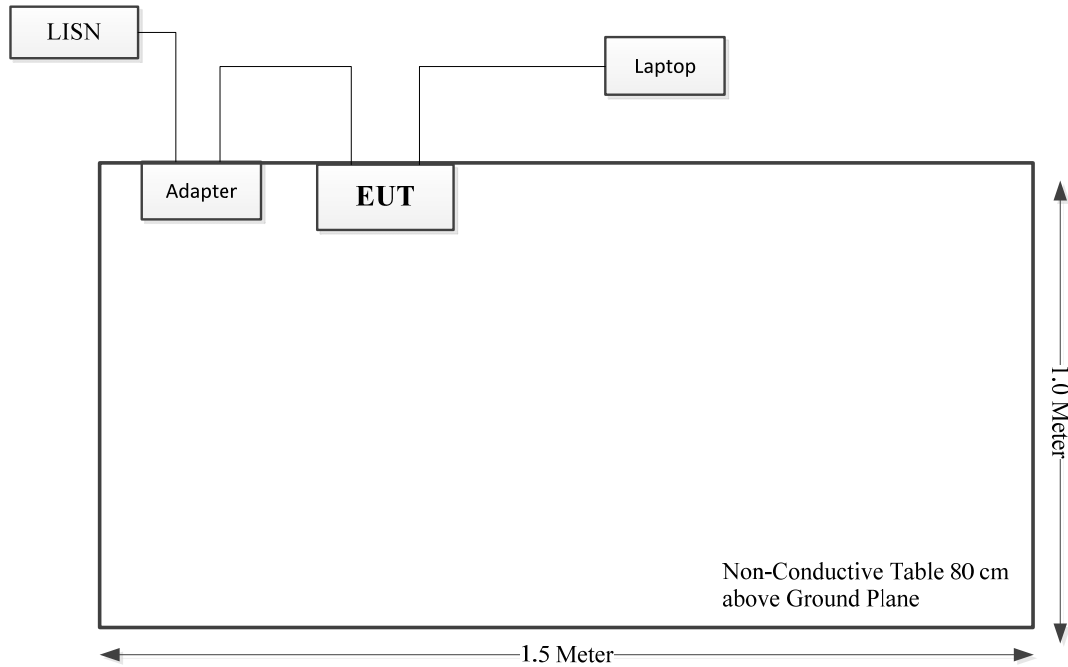 LISN
Laptop
Adapter
EUT
1.0 Meter
Non-Conductive Table 80 cm
above Ground Plane
1.5 Meter